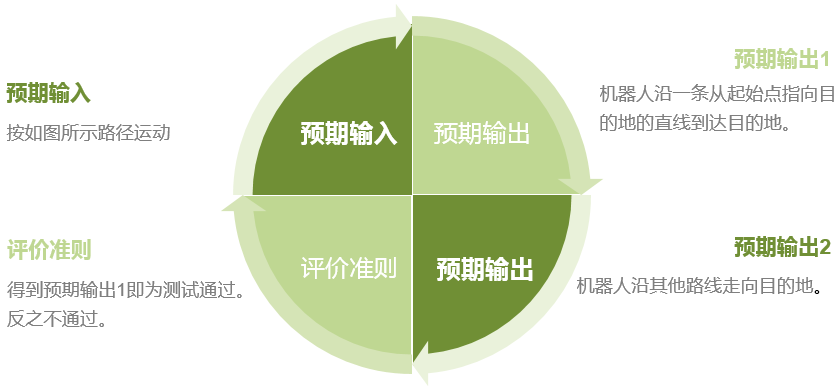 预期输入
按如图所示路径运动
评价准则
得到预期输出1即为测试通过。
反之不通过。
预期输入
预期输出
评价准则
预期输出
预期输出1
机器人沿一条从起始点指向目
的地的直线到达目的地。
预期输出2
机器人沿其他路线走向目的地。